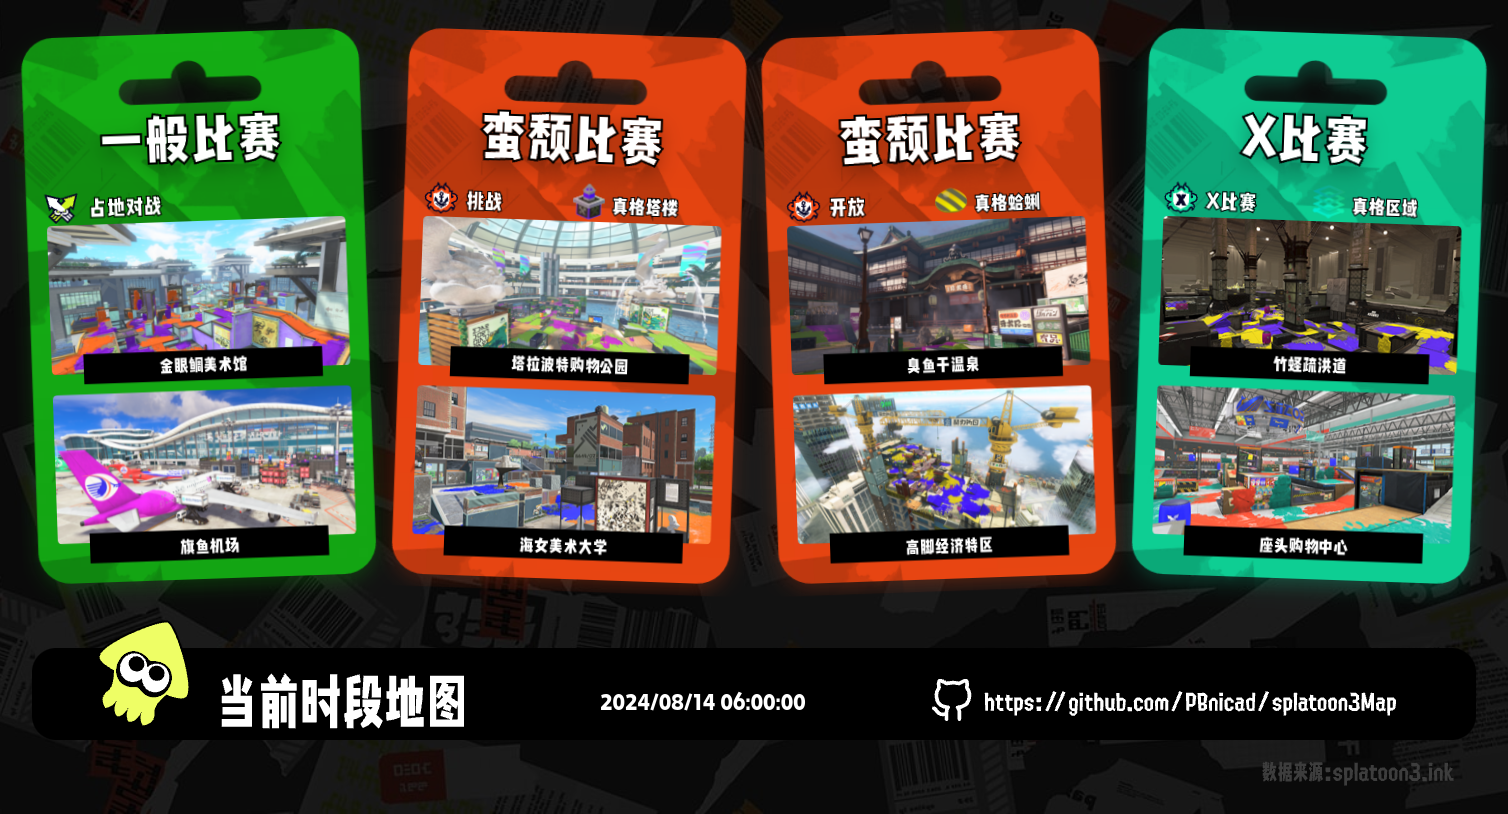 一般比赛
占地对战
金眼鲷美术馆
旗鱼机场
蛮颓比赛
挑战
真格塔楼
塔拉波特购物公园
海女美术大学
蛮颓比赛
开放
真格蛤蜊
臭鱼干温泉
高脚经济特区
X比赛
X比赛
真格区域
竹蛏疏洪道
座头购物中心
当前时段地图
2024/08/14 06:00:00
https://github.com/PBnicad/splatoon3Map
数据来源:splatoon3.ink